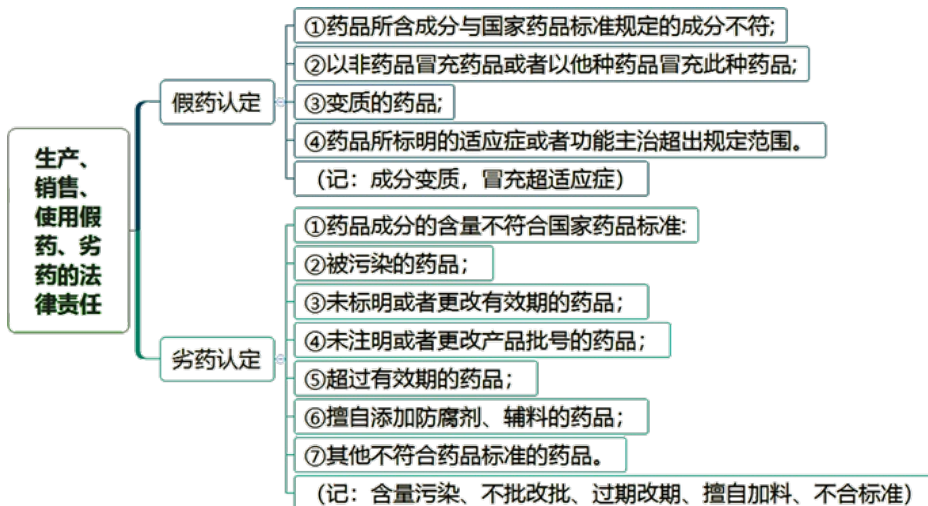 生产、
销售、
使用假
药、劣
药的法
律责任
假药认定
①药品所含成分与国家药品标准规定的成分不符;
②以非药品冒充药品或者以他种药品冒充此种药品;
③变质的药品;
④药品所标明的适应症或者功能主治超出规定范围。
（记：成分变质，冒充超适应症）
劣药认定
①药品成分的含量不符合国家药品标准:
②被污染的药品；
③未标明或者更改有效期的药品；
④未注明或者更改产品批号的药品；
⑤超过有效期的药品；
⑥擅自添加防腐剂、辅料的药品；
⑦其他不符合药品标准的药品。
（记：含量污染、不批改批、过期改期、擅自加料、不合标准）